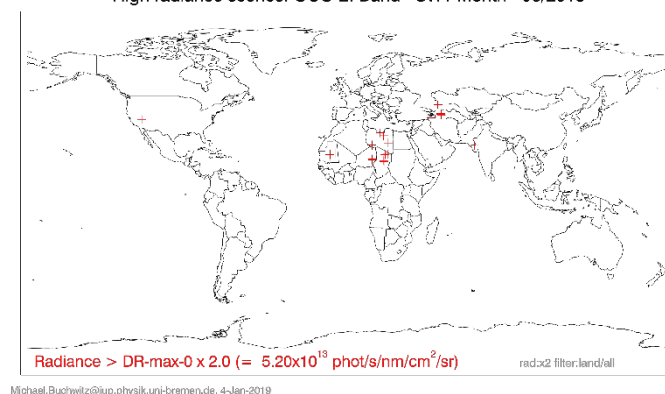 Radiance > DR-max-0 x 2.0 (= 5.20x10¹³ phot/s/nm/cm²/sr)
rad:x2 filter:land/all
Michael.Buchwitz@iup.physik.uni-bremen.de, 4-Jan-2019